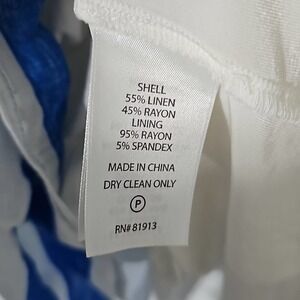 SHELL
55% LINEN
45% RAYON
LINING
95% RAYON
5% SPANDEX
MADE IN CHINA
DRY CLEAN ONLY
P
RN# 81913